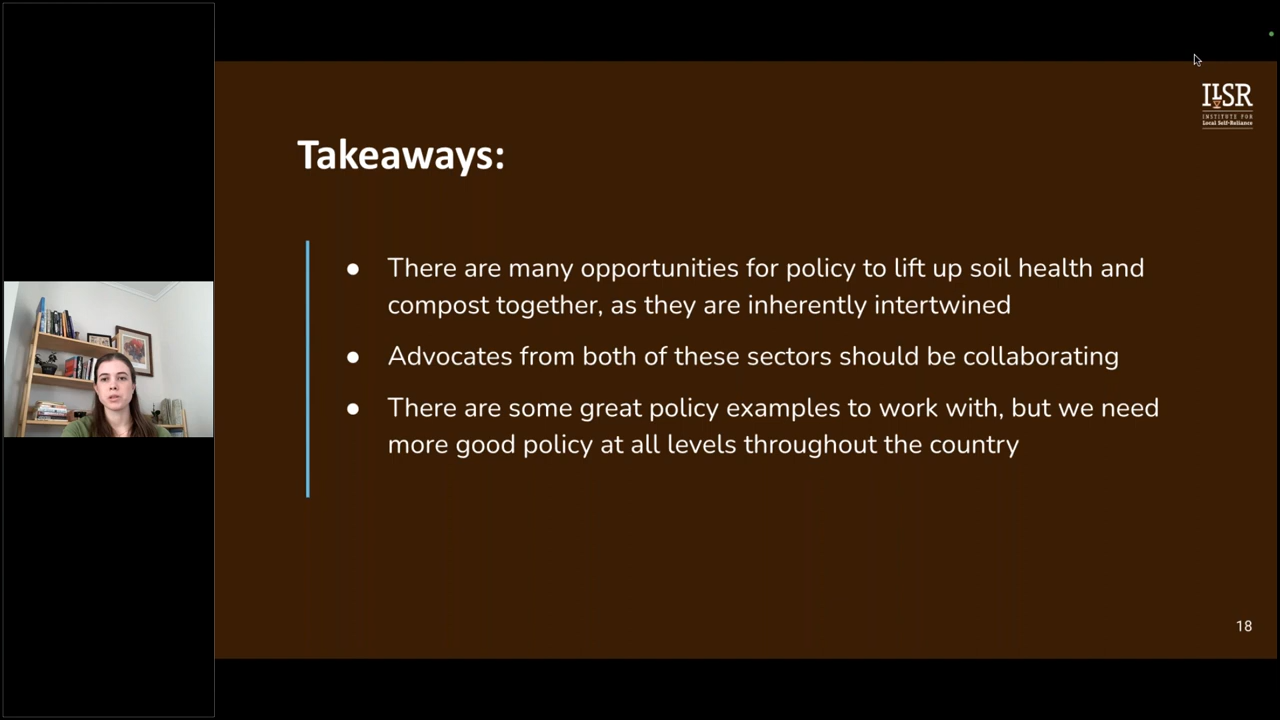 ILSR
INSTITUTE FOR
Local Self-Reliance
Takeaways:
● There are many opportunities for policy to lift up soil health and
compost together, as they are inherently intertwined
● Advocates from both of these sectors should be collaborating
● There are some great policy examples to work with, but we need
more good policy at all levels throughout the country
18